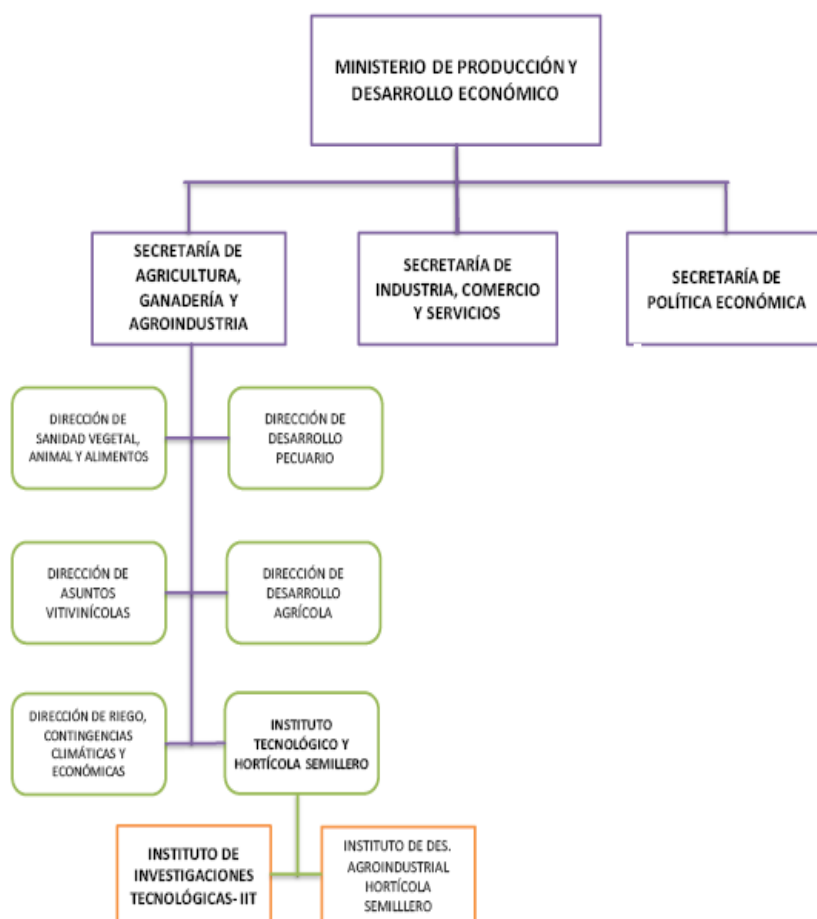 MINISTERIO DE PRODUCCIÓN Y
DESARROLLO ECONÓMICO
SECRETARÍA DE
AGRICULTURA,
GANADERÍA Y
AGROINDUSTRIA
SECRETARÍA DE
INDUSTRIA, COMERCIO
Y SERVICIOS
SECRETARÍA DE
POLÍTICA ECONÓMICA
DIRECCIÓN DE
SANIDAD VEGETAL,
ANIMAL Y ALIMENTOS
DIRECCIÓN DE
DESARROLLO
PECUARIO
DIRECCIÓN DE
ASUNTOS
VITIVINÍCOLAS
DIRECCIÓN DE
DESARROLLO
AGRÍCOLA
DIRECCIÓN DE RIEGO,
CONTINGENCIAS
CLIMÁTICAS Y
ECONÓMICAS
INSTITUTO
TECNOLÓGICO Y
HORTÍCOLA SEMILLERO
INSTITUTO DE
INVESTIGACIONES
TECNOLÓGICAS- IIT
INSTITUTO DE DES.
AGROINDUSTRIAL
HORTÍCOLA
SEMILLLERO